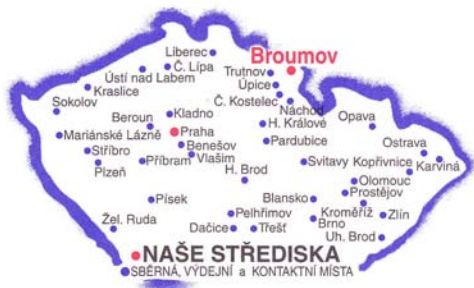 Liberec
Broumov
Č. Lípa
Trutnov
Ústí nad Labem
Úpice
Kraslice
Č. Kostelec
Sokolov
Náchod
Kladno
Opava
Beroun
H. Králové
Praha
Mariánské Lázně
Ostrava
Benešov
Pardubice
Stříbro
Vlašim
Svitavy
Kopřivnice
Karviná
Plzeň
Příbram
H. Brod
Olomouc
Prostějov
Písek
Blansko
Pelhřimov
Kroměříž
Zlín
Žel. Ruda
Dačice
Třešť
Brno
Uh. Brod
NAŠE STŘEDISKA
SBĚRNÁ, VÝDEJNÍ a KONTAKTNÍ MÍSTA